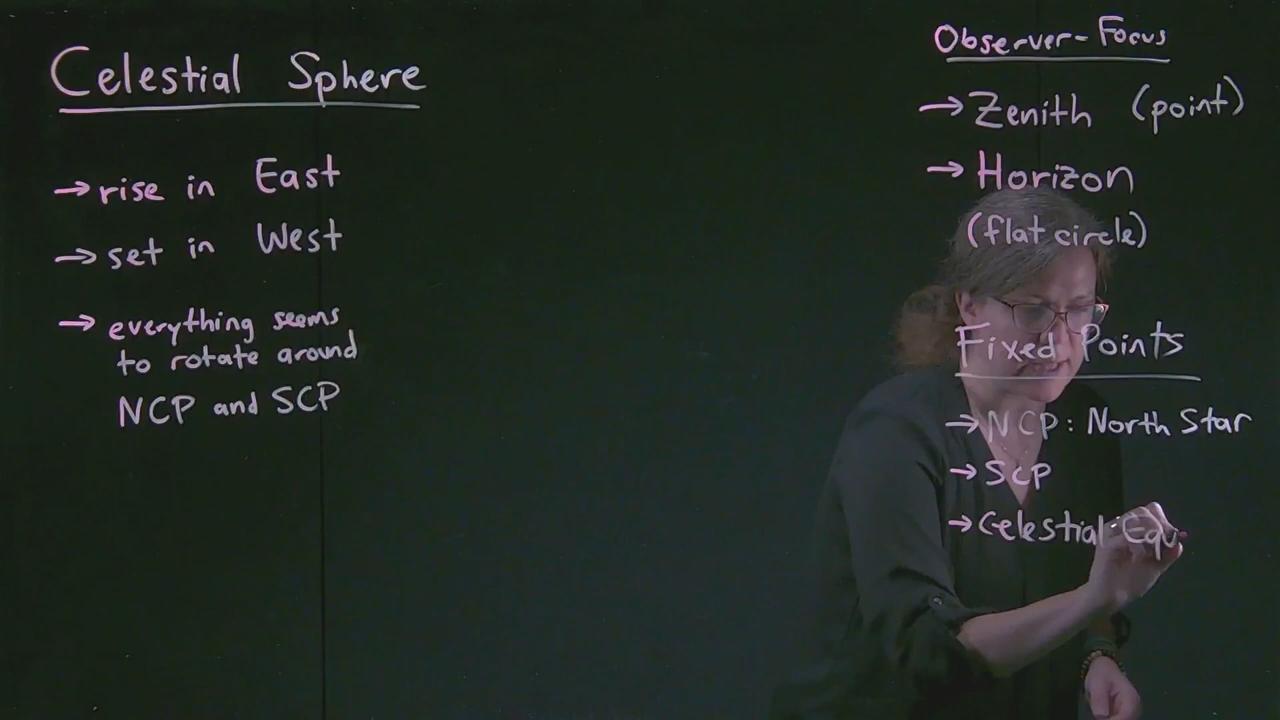 Celestial Sphere
→ rise in East
→ set in West
→ everything seems
to rotate around
NCP and SCP
Observer-Focus
→ Zenith (point)
→ Horizon
(flat circle)
Fixed Points
→ NCP: North Star
→ SCP
→ Celestial Equ